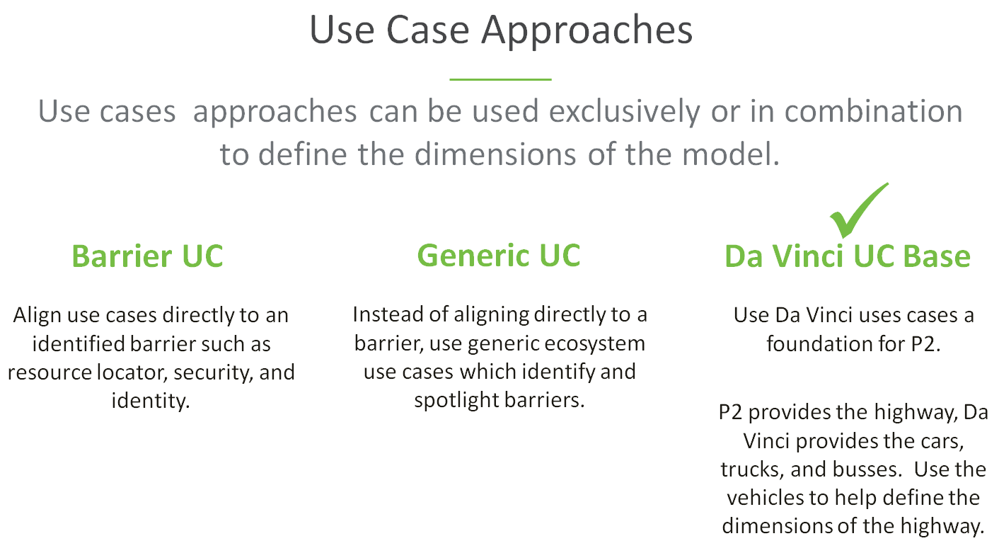 Use Case Approaches
Use cases approaches can be used exclusively or in combination
to define the dimensions of the model.
Barrier UC
Align use cases directly to an
identified barrier such as
resource locator, security, and
identity.
Generic UC
Instead of aligning directly to a
barrier, use generic ecosystem
use cases which identify and
spotlight barriers.
Da Vinci UC Base
Use Da Vinci uses cases a
foundation for P2.
P2 provides the highway, Da
Vinci provides the cars,
trucks, and busses.  Use the
vehicles to help define the
dimensions of the highway.